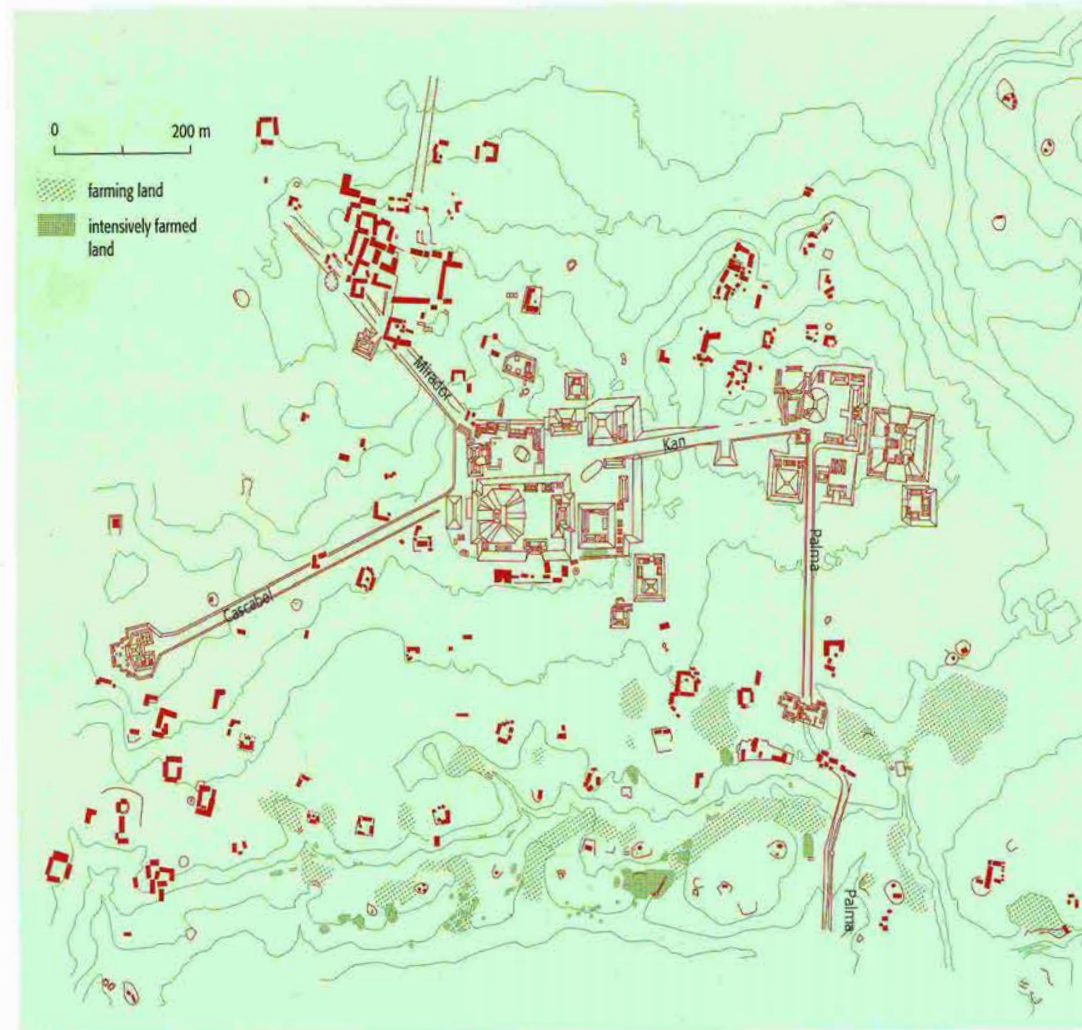 0 200 m
farming land
intensively farmed
land
Mirador
Kan
Cascabel
Palma
Palma